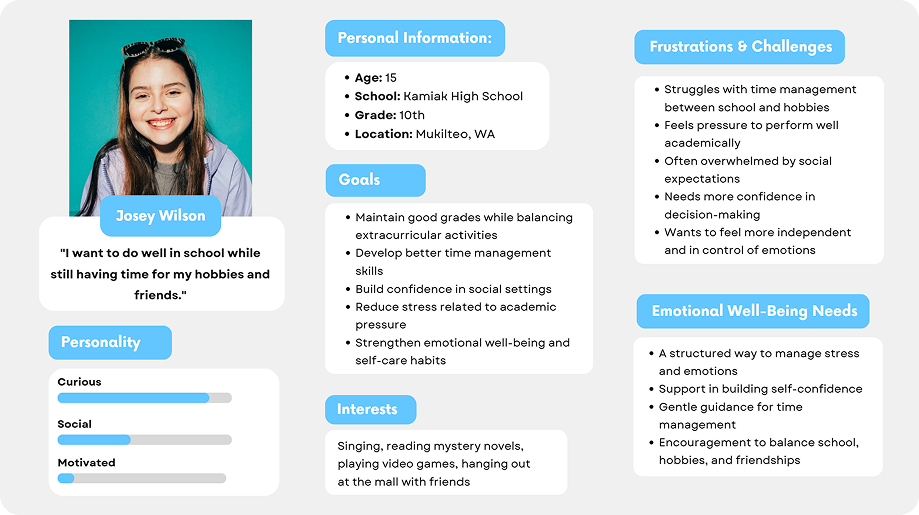 Josey Wilson
"I want to do well in school while
still having time for my hobbies and
friends."
Personality
Curious
Social
Motivated
Personal Information:
• Age: 15
• School: Kamiak High School
• Grade: 10th
• Location: Mukilteo, WA
Goals
• Maintain good grades while balancing
extracurricular activities
• Develop better time management
skills
• Build confidence in social settings
• Reduce stress related to academic
pressure
• Strengthen emotional well-being and
self-care habits
Interests
Singing, reading mystery novels,
playing video games, hanging out
at the mall with friends
Frustrations & Challenges
• Struggles with time management
between school and hobbies
• Feels pressure to perform well
academically
• Often overwhelmed by social
expectations
• Needs more confidence in
decision-making
• Wants to feel more independent
and in control of emotions
Emotional Well-Being Needs
• A structured way to manage stress
and emotions
• Support in building self-confidence
• Gentle guidance for time
management
• Encouragement to balance school,
hobbies, and friendships